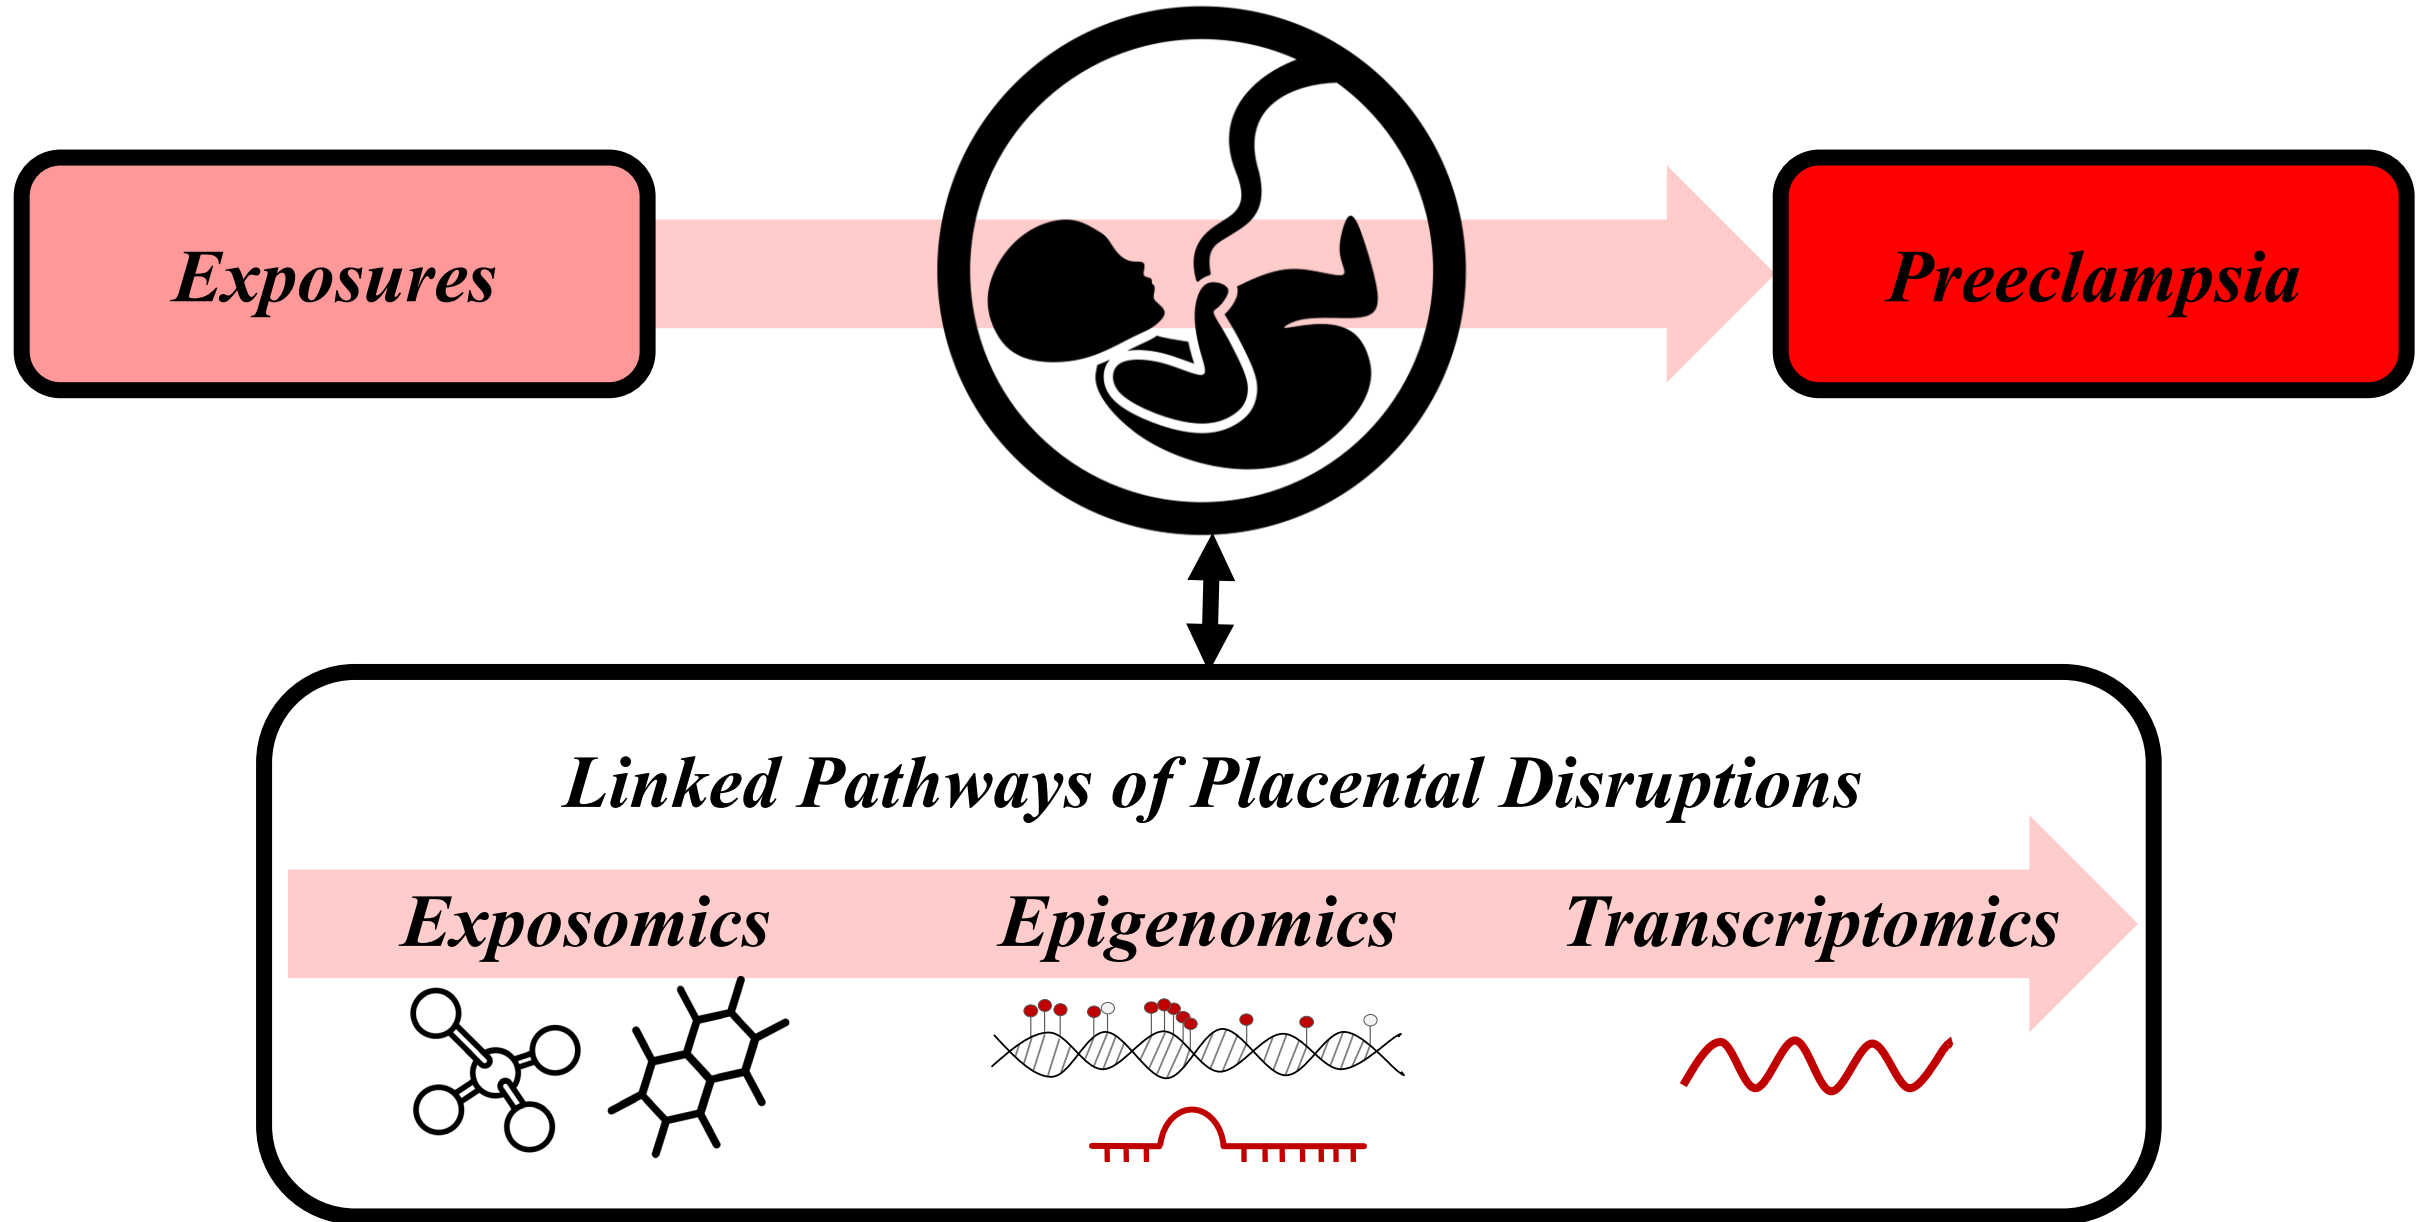 Exposures
Preeclampsia
Linked Pathways of Placental Disruptions
Exposomics
Epigenomics
Transcriptomics